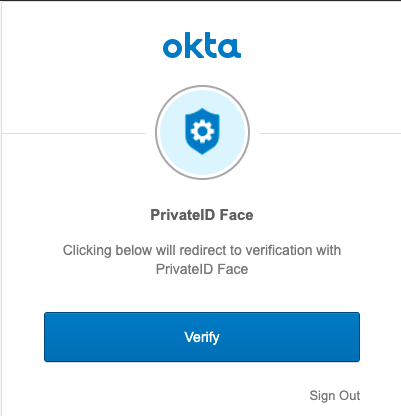 okta
PrivateID Face
Clicking below will redirect to verification with
PrivateID Face
Verify
Sign Out